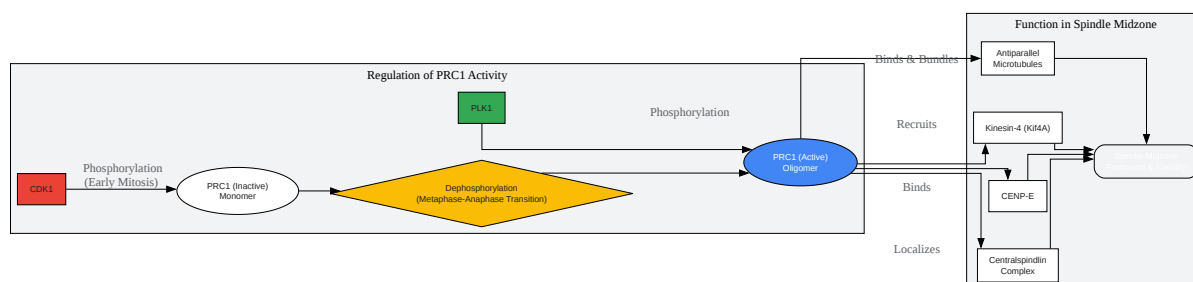 Function in Spindle Midzone
Regulation of PRC1 Activity
CDK1
Phosphorylation
(Early Mitosis)
PRC1 (Inactive)
Monomer
PLK1
Dephosphorylation
(Metaphase-Anaphase Transition)
Phosphorylation
PRC1 (Active)
Oligomer
Binds & Bundles
Recruits
Binds
Localizes
Antiparallel
Microtubules
Kinesin-4 (Kif4A)
CENP-E
Centralspindlin
Complex